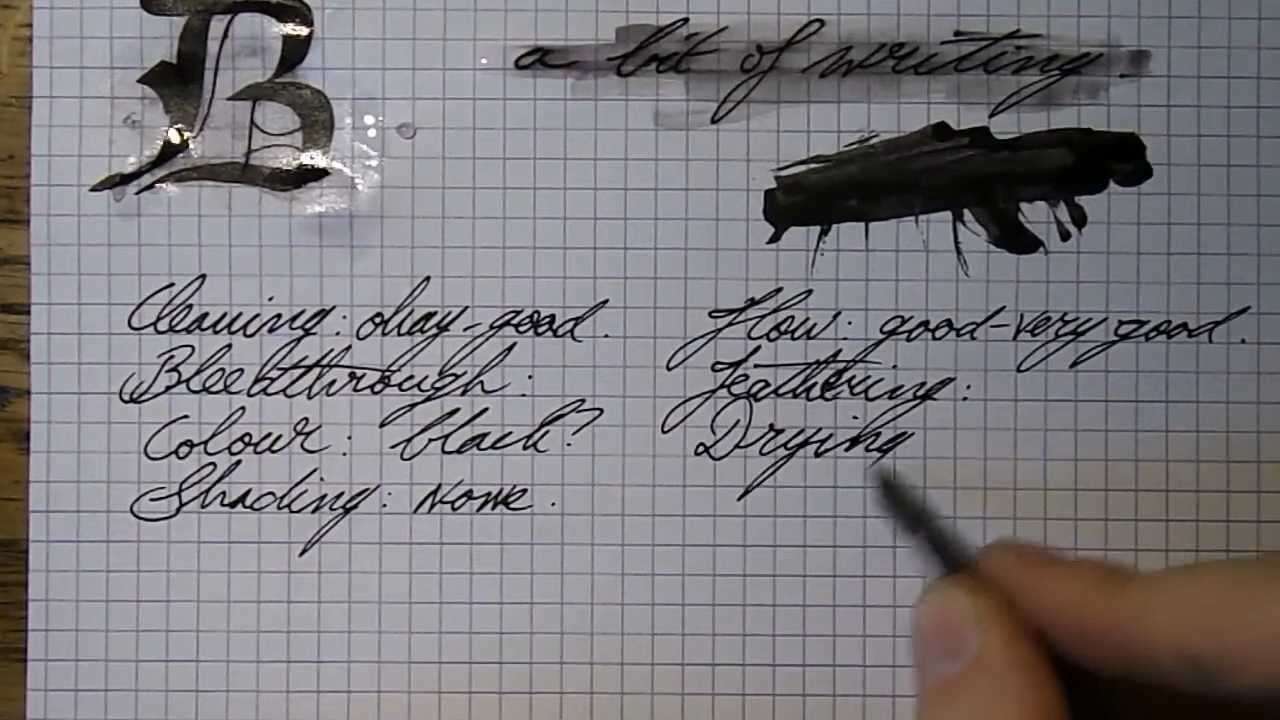 B
a bit of writing.
Cleaning: okay-good.
Bleedthrough:
Colour: black?
Shading: None.
Flow: good-very good.
Feathering:
Drying